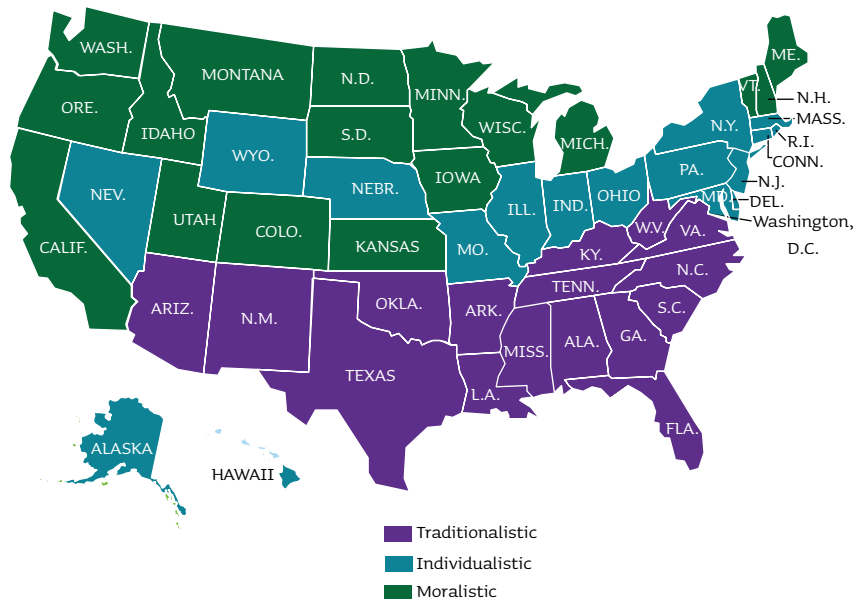 WASH.
MONTANA
N.D.
MINN.
ME.
VT.
N.H.
MASS.
ORE.
IDAHO
S.D.
WISC.
MICH.
N.Y.
R.I.
CONN.
WYO.
NEV.
UTAH
COLO.
NEBR.
IOWA
ILL.
IND.
OHIO
PA.
N.J.
MD.
DEL.
Washington,
D.C.
CALIF.
KANSAS
MO.
KY.
W.V.
VA.
ARIZ.
N.M.
OKLA.
ARK.
TENN.
N.C.
S.C.
TEXAS
L.A.
MISS.
ALA.
GA.
FLA.
ALASKA
HAWAII
Traditionalistic
Individualistic
Moralistic